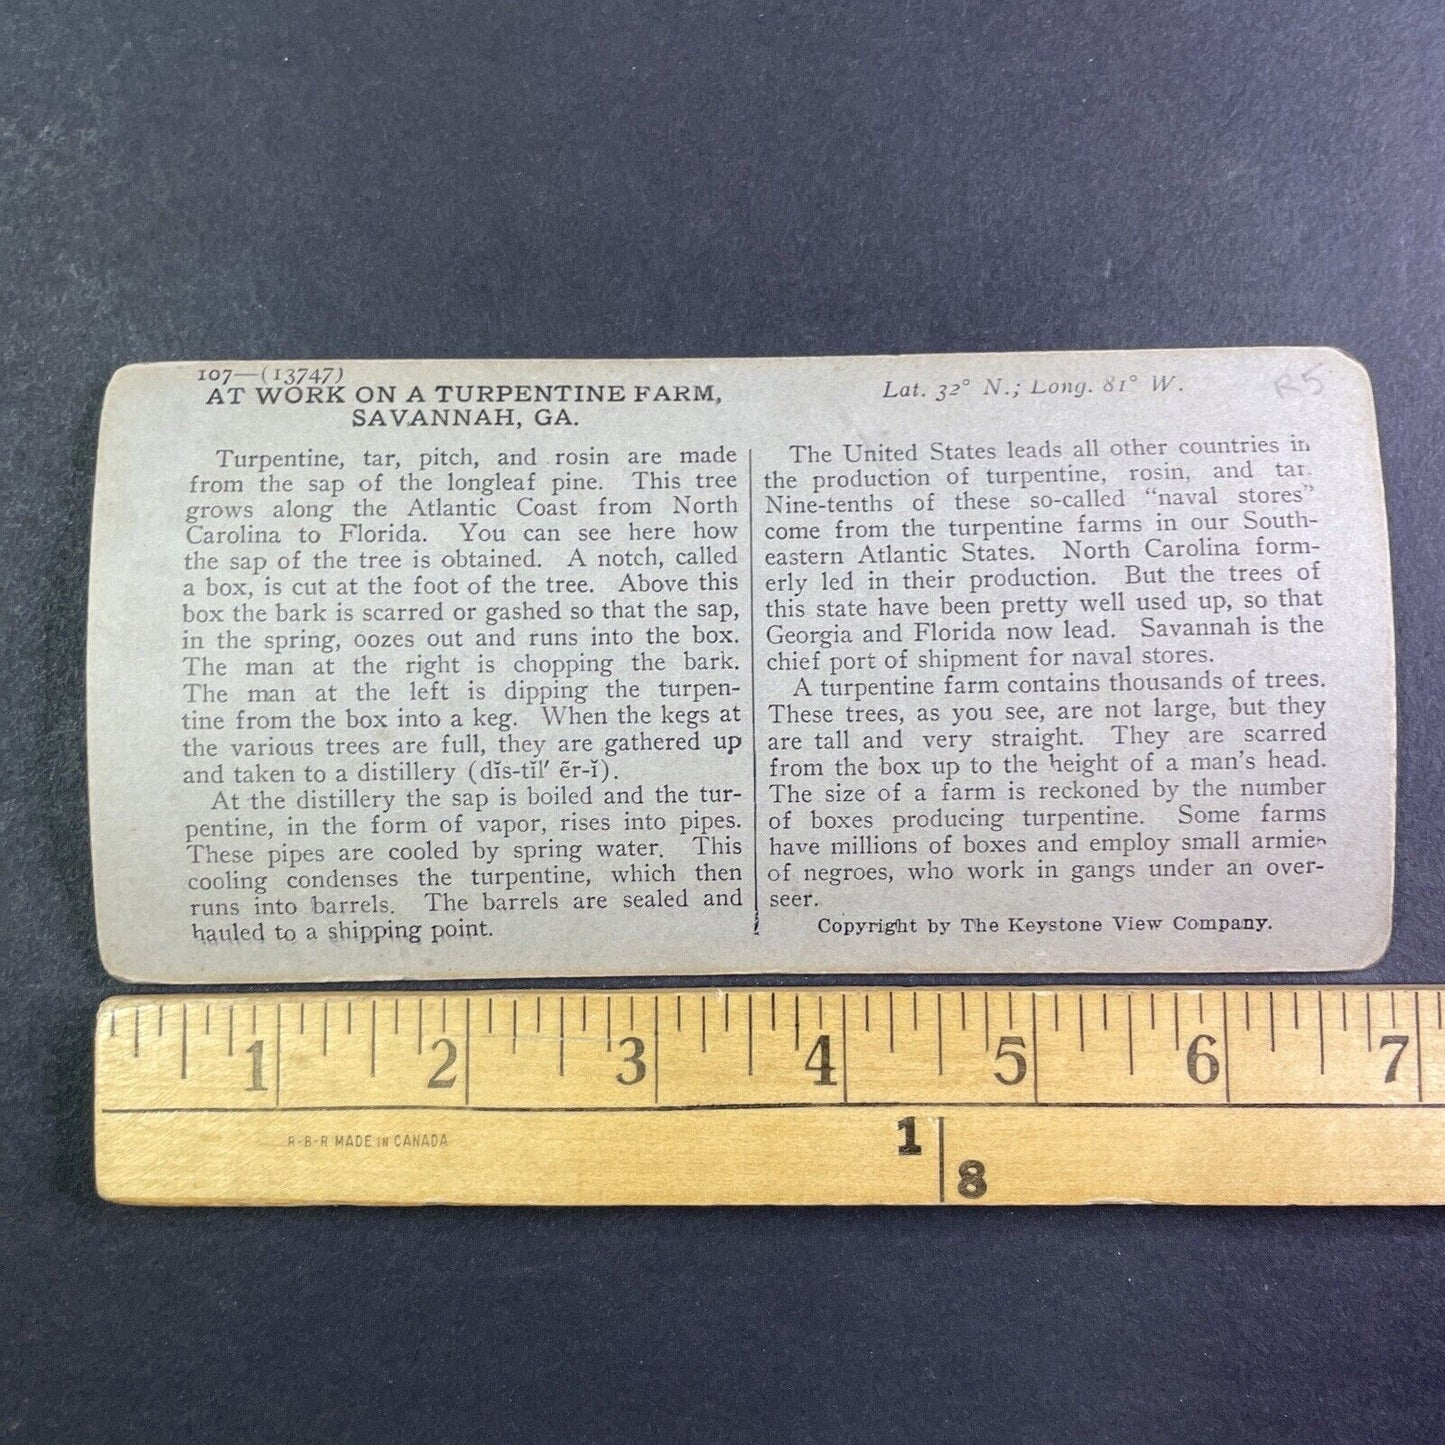 107—(13747)
AT WORK ON A TURPENTINE FARM,
SAVANNAH, GA.
Turpentine, tar, pitch, and rosin are made
from the sap of the longleaf pine. This tree
grows along the Atlantic Coast from North
Carolina to Florida. You can see here how
the sap of the tree is obtained. A notch, called
a box, is cut at the foot of the tree. Above this
box the bark is scarred or gashed so that the sap,
in the spring, oozes out and runs into the box.
The man at the right is chopping the bark.
The man at the left is dipping the turpen-
tine from the box into a keg. When the kegs at
the various trees are full, they are gathered up
and taken to a distillery (dĭs-tĭl′ ẽr-ĭ).
At the distillery the sap is boiled and the tur-
pentine, in the form of vapor, rises into pipes.
These pipes are cooled by spring water. This
cooling condenses the turpentine, which then
runs into barrels. The barrels are sealed and
hauled to a shipping point.
Lat. 32° N.; Long. 81° W.
R5
The United States leads all other countries in
the production of turpentine, rosin, and tar.
Nine-tenths of these so-called "naval stores"
come from the turpentine farms in our South-
eastern Atlantic States. North Carolina form-
erly led in their production. But the trees of
this state have been pretty well used up, so that
Georgia and Florida now lead. Savannah is the
chief port of shipment for naval stores.
A turpentine farm contains thousands of trees.
These trees, as you see, are not large, but they
are tall and very straight. They are scarred
from the box up to the height of a man's head.
The size of a farm is reckoned by the number
of boxes producing turpentine. Some farms
have millions of boxes and employ small armies
of negroes, who work in gangs under an over-
seer.
Copyright by The Keystone View Company.
1 2 3 4 5 6 7
R-B-R MADE IN CANADA
1
8